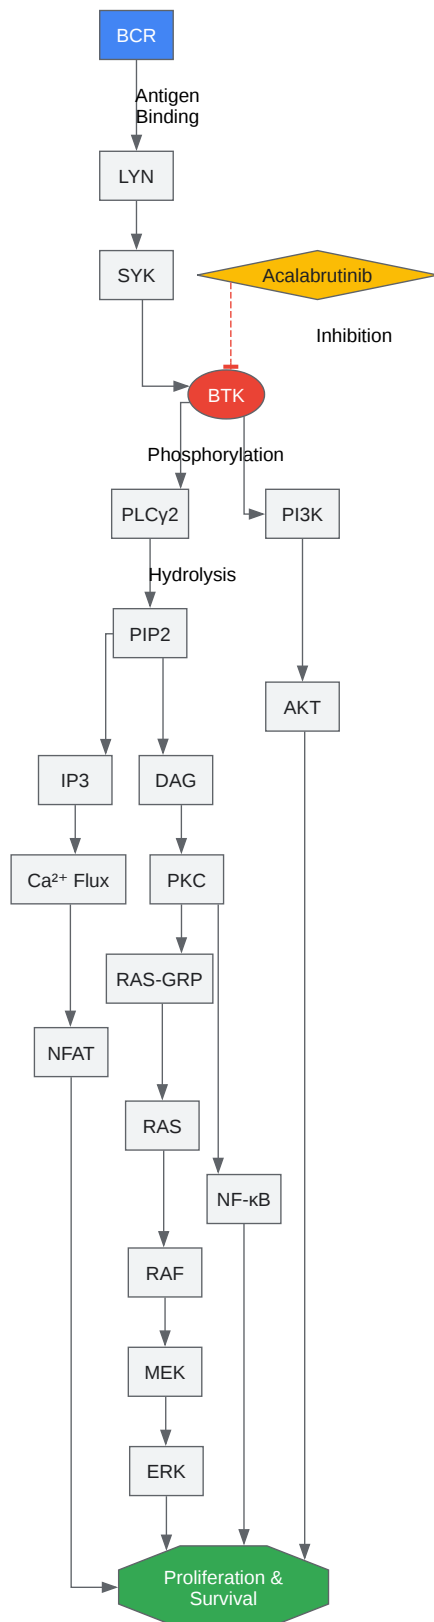 BCR
Antigen
Binding
LYN
SYK
Acalabrutinib
Inhibition
BTK
Phosphorylation
PLCγ2
PI3K
Hydrolysis
PIP2
AKT
IP3
DAG
Ca²⁺ Flux
PKC
RAS-GRP
NFAT
RAS
NF-κB
RAF
MEK
ERK
Proliferation &
Survival